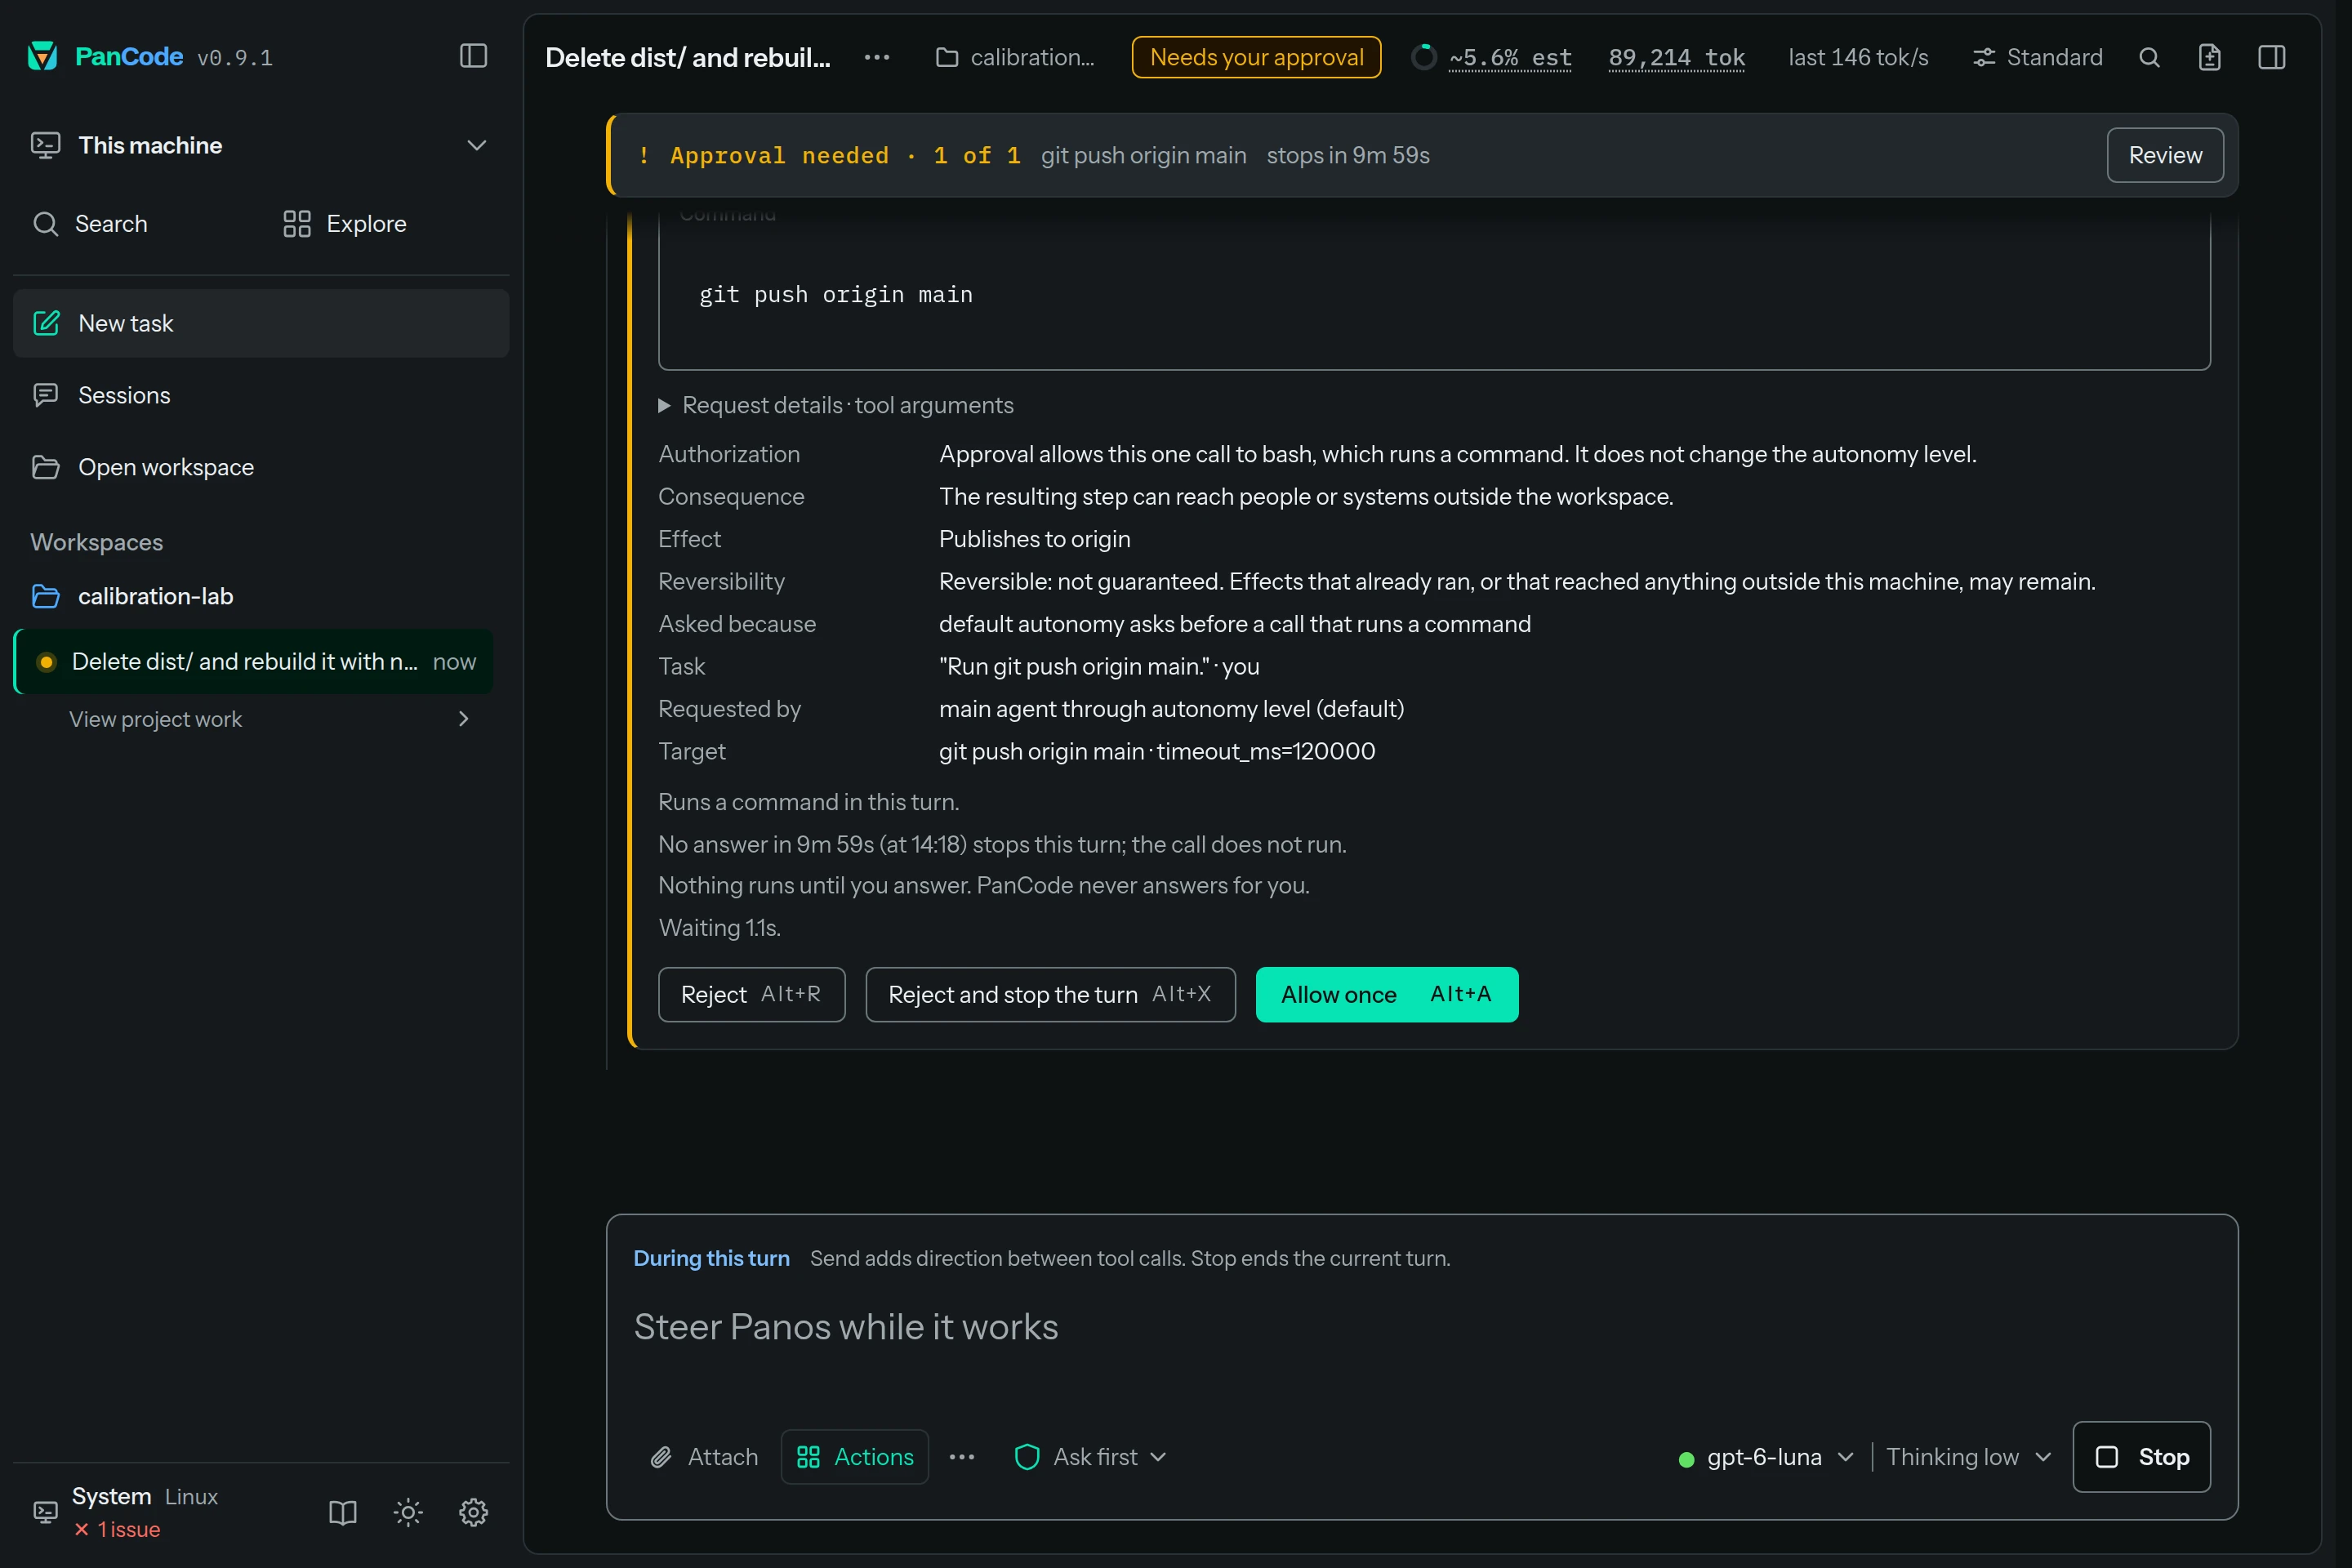 PanCode v0.9.1
This machine
Search
Explore
New task
Sessions
Open workspace
Workspaces
calibration-lab
Delete dist/ and rebuild it with n... now
View project work
System Linux
× 1 issue
Delete dist/ and rebuil... ··· calibration... Needs your approval ~5.6% est 89,214 tok last 146 tok/s Standard
! Approval needed · 1 of 1 git push origin main stops in 9m 59s Review
Command
git push origin main
▶ Request details · tool arguments
Authorization Approval allows this one call to bash, which runs a command. It does not change the autonomy level.
Consequence The resulting step can reach people or systems outside the workspace.
Effect Publishes to origin
Reversibility Reversible: not guaranteed. Effects that already ran, or that reached anything outside this machine, may remain.
Asked because default autonomy asks before a call that runs a command
Task "Run git push origin main." · you
Requested by main agent through autonomy level (default)
Target git push origin main · timeout_ms=120000
Runs a command in this turn.
No answer in 9m 59s (at 14:18) stops this turn; the call does not run.
Nothing runs until you answer. PanCode never answers for you.
Waiting 1.1s.
Reject Alt+R Reject and stop the turn Alt+X Allow once Alt+A
During this turn Send adds direction between tool calls. Stop ends the current turn.
Steer Panos while it works
Attach Actions ··· Ask first gpt-6-luna Thinking low Stop